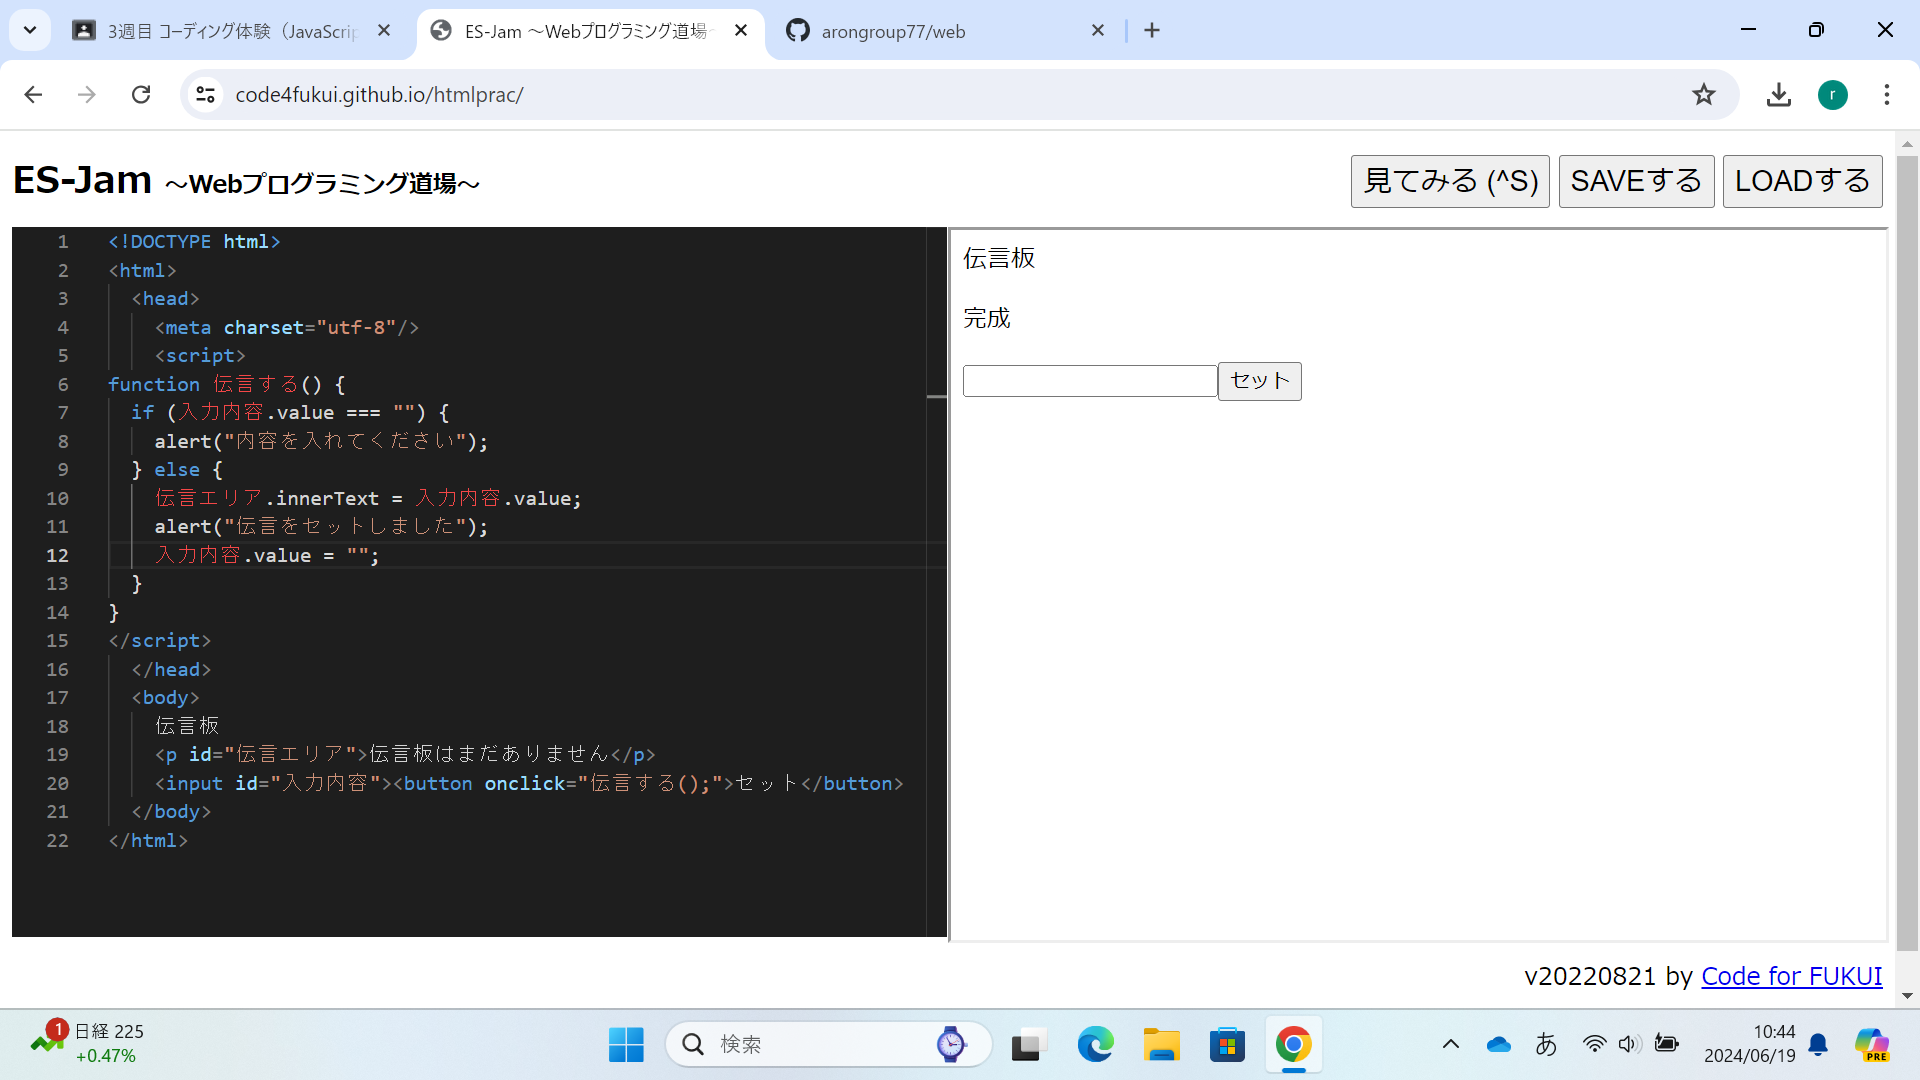 3週目 コーディング体験（JavaScrip
ES-Jam ～Webプログラミング道場～
arongroup77/web
code4fukui.github.io/htmlprac/
r
ES-Jam ～Webプログラミング道場～
見てみる (^S)
SAVEする
LOADする
1 <!DOCTYPE html>
2 <html>
3 <head>
4 <meta charset="utf-8"/>
5 <script>
6 function 伝言する() {
7 if (入力内容.value === "") {
8 alert("内容を入れてください");
9 } else {
10 伝言エリア.innerText = 入力内容.value;
11 alert("伝言をセットしました");
12 入力内容.value = "";
13 }
14 }
15 </script>
16 </head>
17 <body>
18 伝言板
19 <p id="伝言エリア">伝言板はまだありません</p>
20 <input id="入力内容"><button onclick="伝言する();">セット</button>
21 </body>
22 </html>
伝言板
完成
セット
v20220821 by Code for FUKUI
1
日経 225
+0.47%
検索
あ
10:44
2024/06/19
PRE